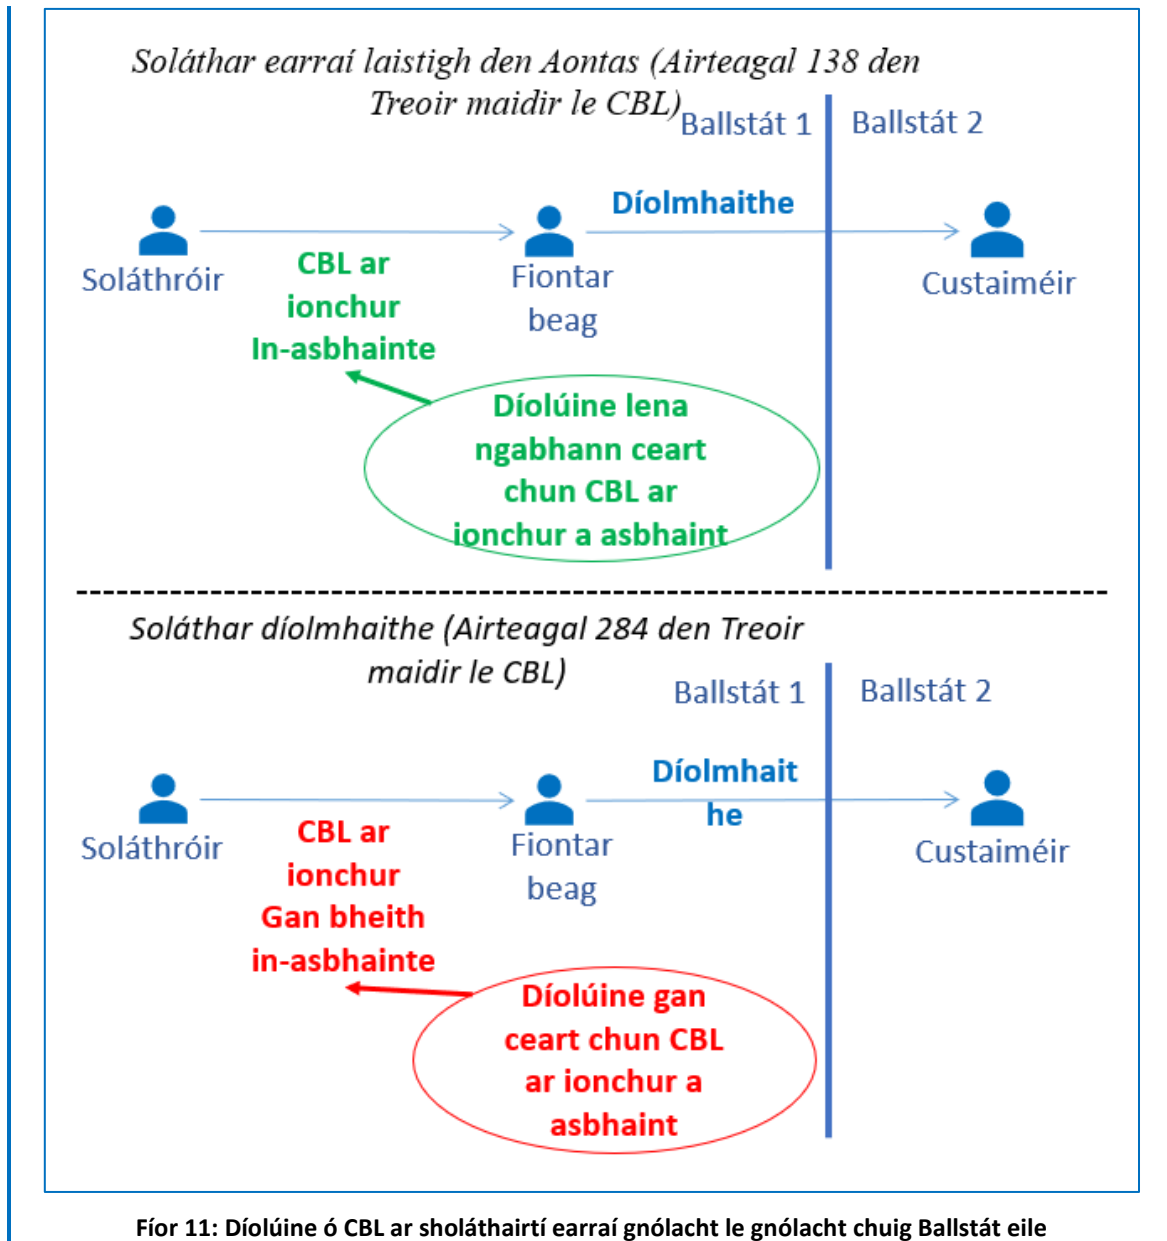 Soláthar earraí laistigh den Aontas (Airteagal 138 den
Treoir maidir le CBL)
Ballstát 1
Ballstát 2
Díolmhaithe
Soláthróir
CBL ar
ionchur
In-asbhainte
Fiontar
beag
Custaiméir
Díolúine lena
ngabhann ceart
chun CBL ar
ionchur a asbhaint
Soláthar díolmhaithe (Airteagal 284 den Treoir
maidir le CBL)
Ballstát 1
Ballstát 2
Díolmhait
he
Soláthróir
CBL ar
ionchur
Gan bheith
in-asbhainte
Fiontar
beag
Custaiméir
Díolúine gan
ceart chun CBL
ar ionchur a
asbhaint
Fíor 11: Díolúine ó CBL ar sholáthairtí earraí gnólacht le gnólacht chuig Ballstát eile